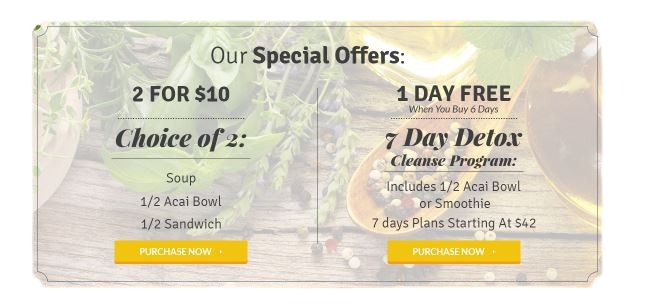 Our Special Offers:
2 FOR $10
Choice of 2:
Soup
1/2 Acai Bowl
1/2 Sandwich
PURCHASE NOW
1 DAY FREE
When You Buy 6 Days
7 Day Detox
Cleanse Program:
Includes 1/2 Acai Bowl
or Smoothie
7 days Plans Starting At $42
PURCHASE NOW